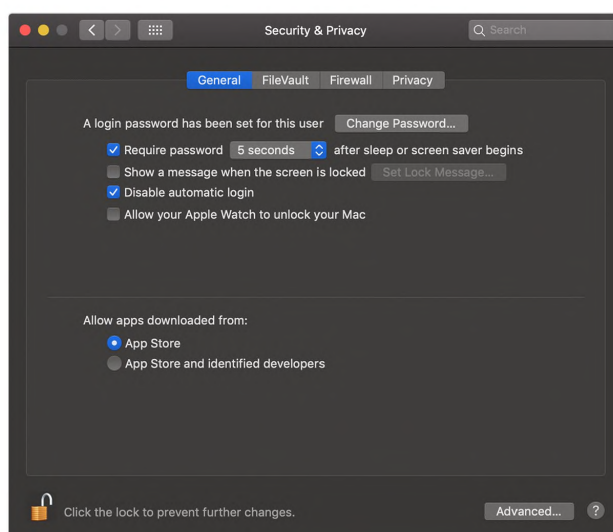 Security & Privacy
Search
General FileVault Firewall Privacy
A login password has been set for this user Change Password...
Require password 5 seconds after sleep or screen saver begins
Show a message when the screen is locked Set Lock Message...
Disable automatic login
Allow your Apple Watch to unlock your Mac
Allow apps downloaded from:
App Store
App Store and identified developers
Click the lock to prevent further changes.
Advanced... ?